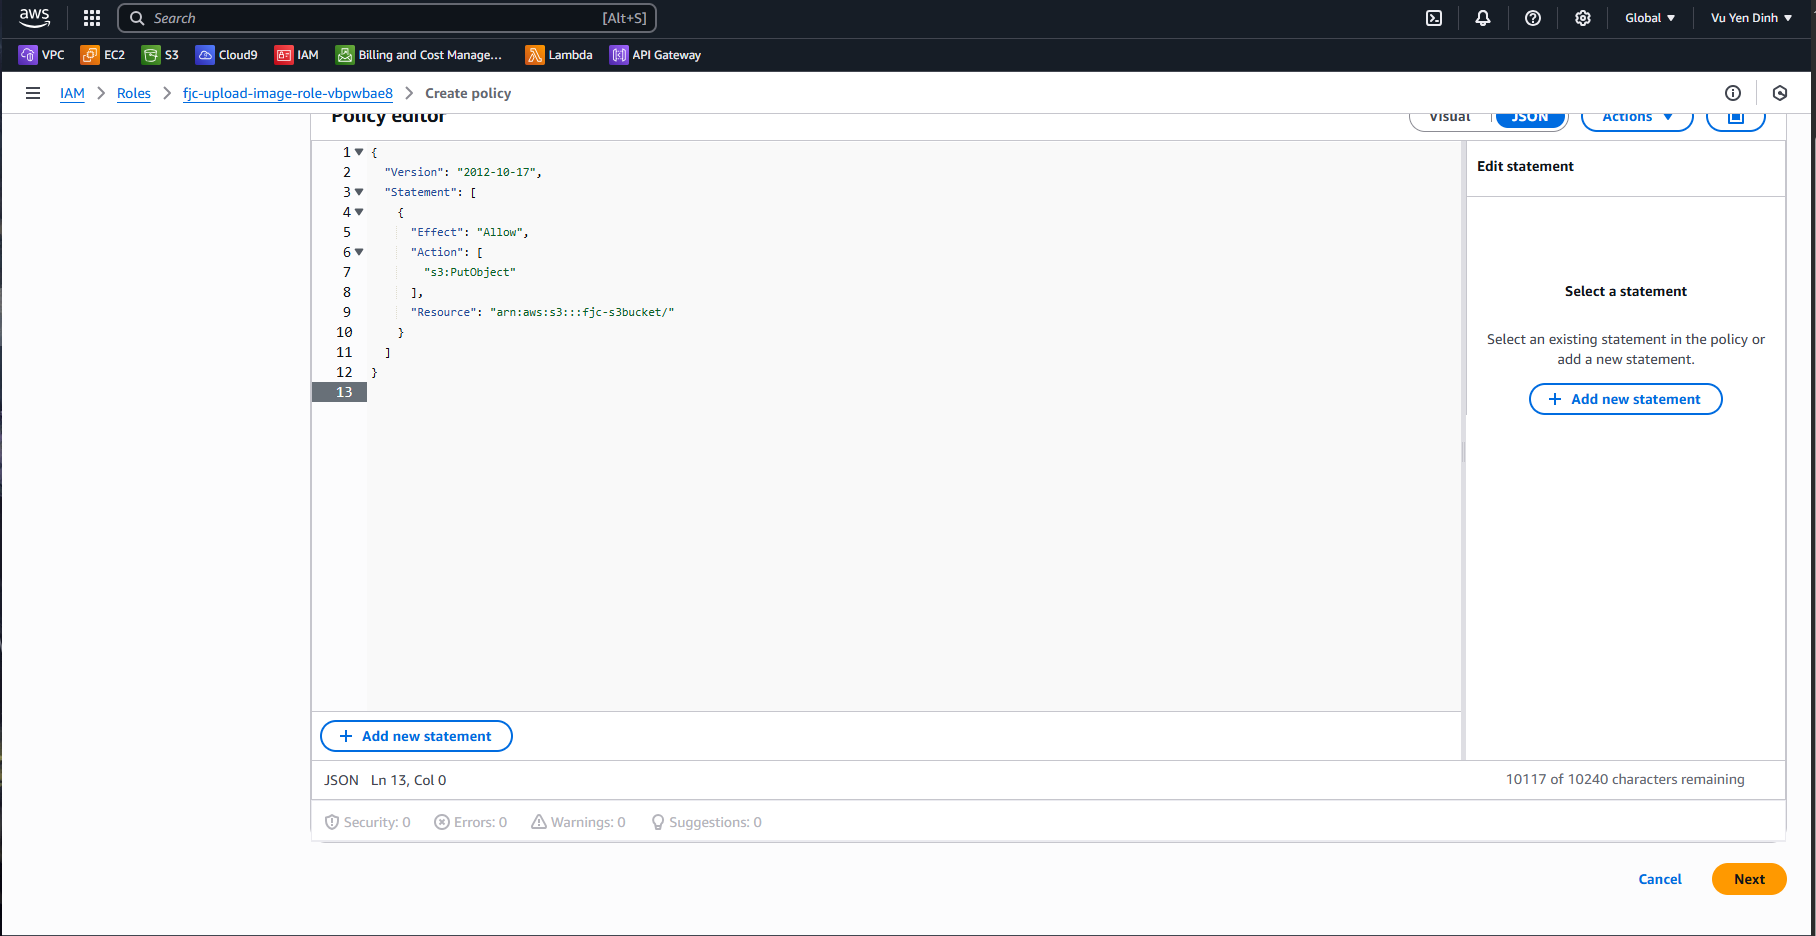 aws
Search [Alt+S]
Global Vu Yen Dinh
VPC EC2 S3 Cloud9 IAM Billing and Cost Manage... Lambda API Gateway
IAM Roles fjc-upload-image-role-vbpwbae8 Create policy
Policy editor
Visual JSON Actions
1 {
2 "Version": "2012-10-17",
3 "Statement": [
4 {
5 "Effect": "Allow",
6 "Action": [
7 "s3:PutObject"
8 ],
9 "Resource": "arn:aws:s3:::fjc-s3bucket/"
10 }
11 ]
12 }
13
Edit statement
Select a statement
Select an existing statement in the policy or
add a new statement.
+ Add new statement
+ Add new statement
JSON Ln 13, Col 0
10117 of 10240 characters remaining
Security: 0 Errors: 0 Warnings: 0 Suggestions: 0
Cancel Next